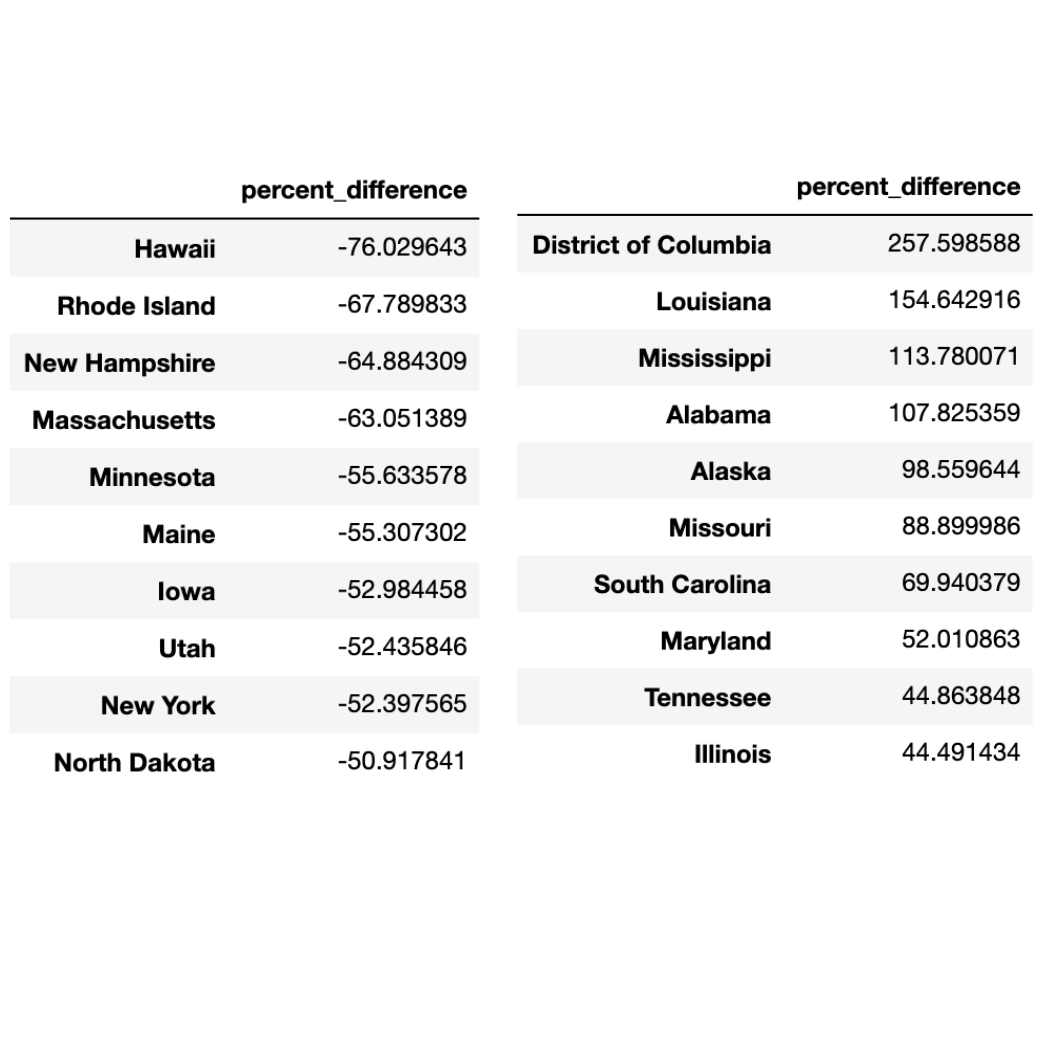 percent_difference
Hawaii -76.029643
Rhode Island -67.789833
New Hampshire -64.884309
Massachusetts -63.051389
Minnesota -55.633578
Maine -55.307302
Iowa -52.984458
Utah -52.435846
New York -52.397565
North Dakota -50.917841
percent_difference
District of Columbia 257.598588
Louisiana 154.642916
Mississippi 113.780071
Alabama 107.825359
Alaska 98.559644
Missouri 88.899986
South Carolina 69.940379
Maryland 52.010863
Tennessee 44.863848
Illinois 44.491434